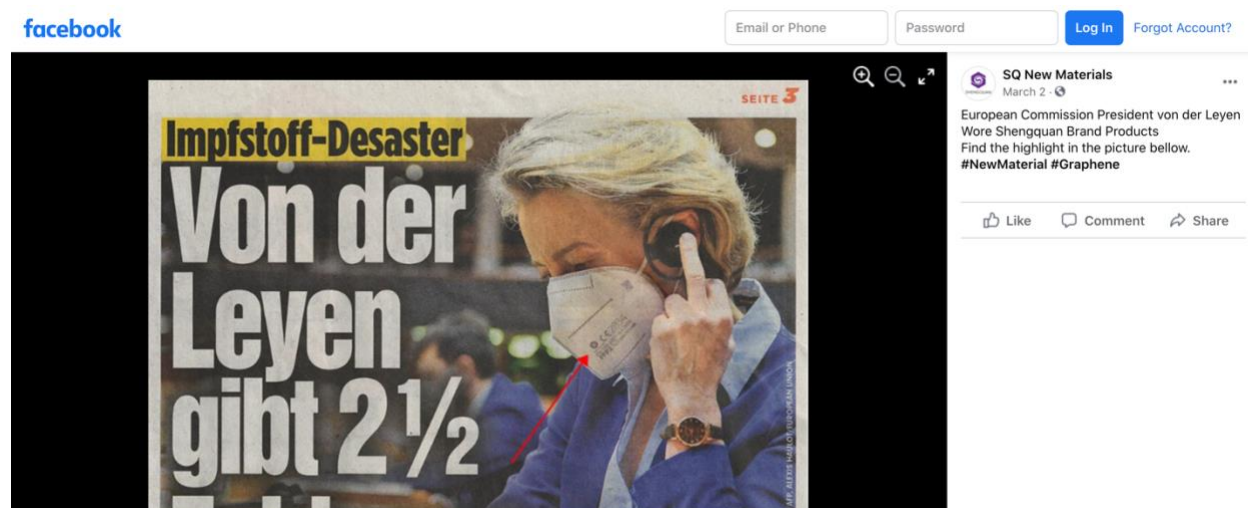 facebook
Email or Phone
Password
Log In
Forgot Account?
SEITE 3
Impfstoff-Desaster
Von der
Leyen
gibt 2½
AFP, ALEXIS HAULOT/EUROPEAN UNION
SQ New Materials
March 2 ·
European Commission President von der Leyen
Wore Shengquan Brand Products
Find the highlight in the picture bellow.
#NewMaterial #Graphene
Like
Comment
Share